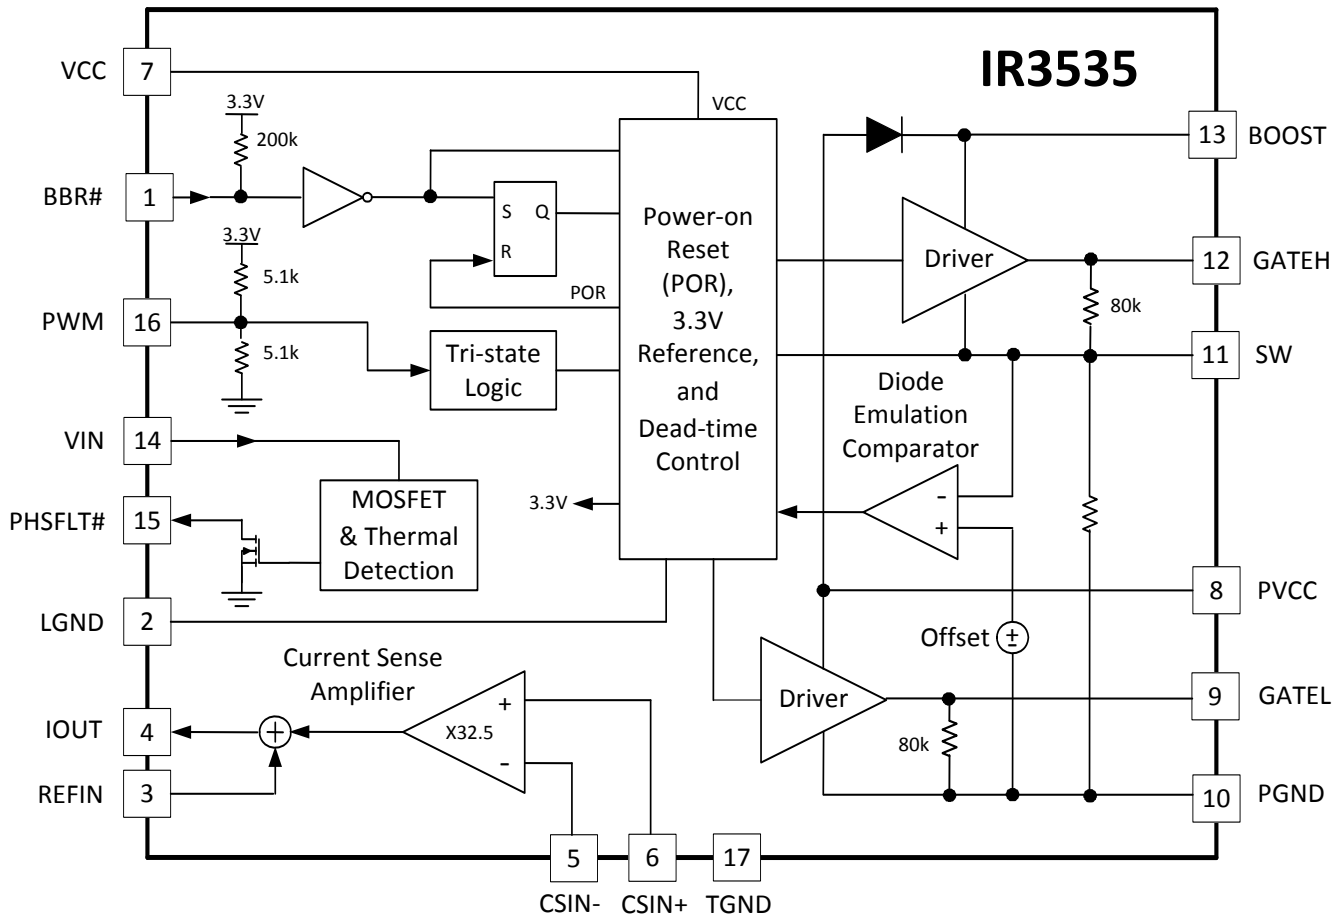 IR3535
VCC
7
VCC
3.3V
200k
BBR#
1
S
Q
R
POR
3.3V
5.1k
PWM
16
5.1k
Tri-state
Logic
VIN
14
PHSFLT#
15
MOSFET
& Thermal
Detection
3.3V
LGND
2
Power-on
Reset
(POR),
3.3V
Reference,
and
Dead-time
Control
13
BOOST
Driver
12
GATEH
80k
11
SW
Diode
Emulation
Comparator
-
+
8
PVCC
Offset
±
Driver
9
GATEL
80k
10
PGND
Current Sense
Amplifier
X32.5
+
-
IOUT
4
+
REFIN
3
5
6
17
CSIN-
CSIN+
TGND